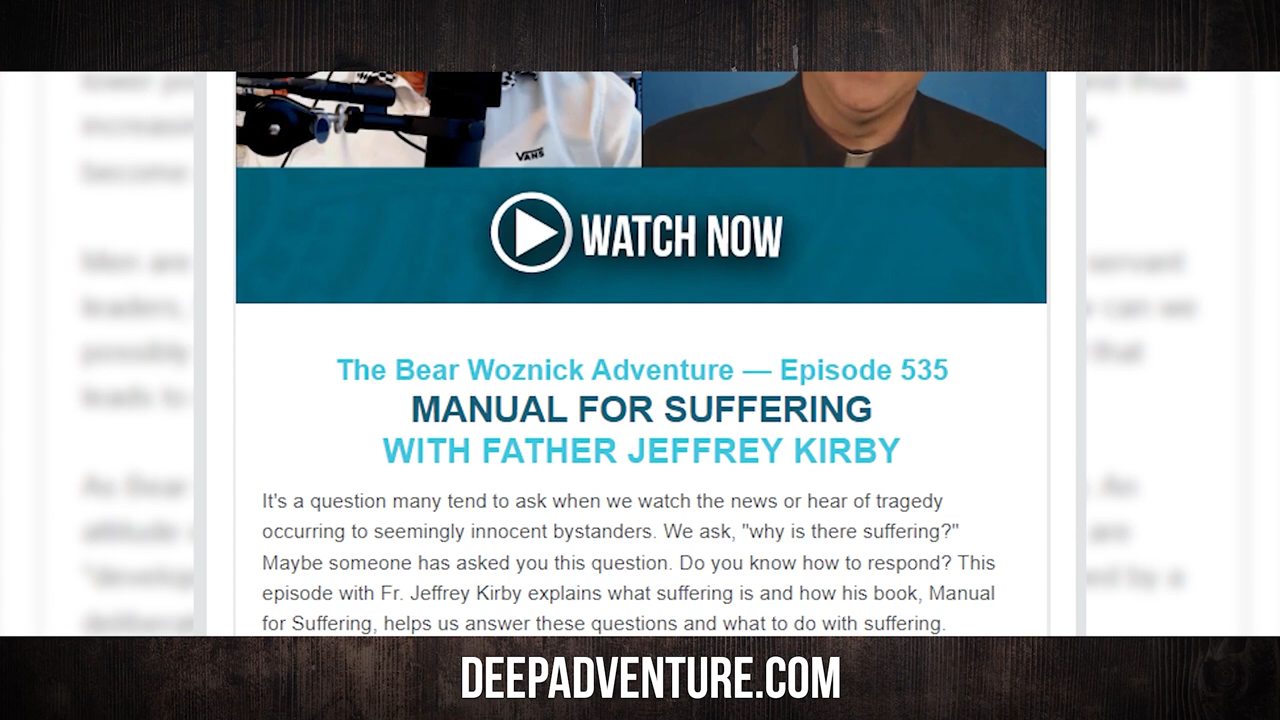 VANS
WATCH NOW
The Bear Woznick Adventure — Episode 535
MANUAL FOR SUFFERING
WITH FATHER JEFFREY KIRBY
It's a question many tend to ask when we watch the news or hear of tragedy
occurring to seemingly innocent bystanders. We ask, "why is there suffering?"
Maybe someone has asked you this question. Do you know how to respond? This
episode with Fr. Jeffrey Kirby explains what suffering is and how his book, Manual
for Suffering, helps us answer these questions and what to do with suffering.
DEEPADVENTURE.COM